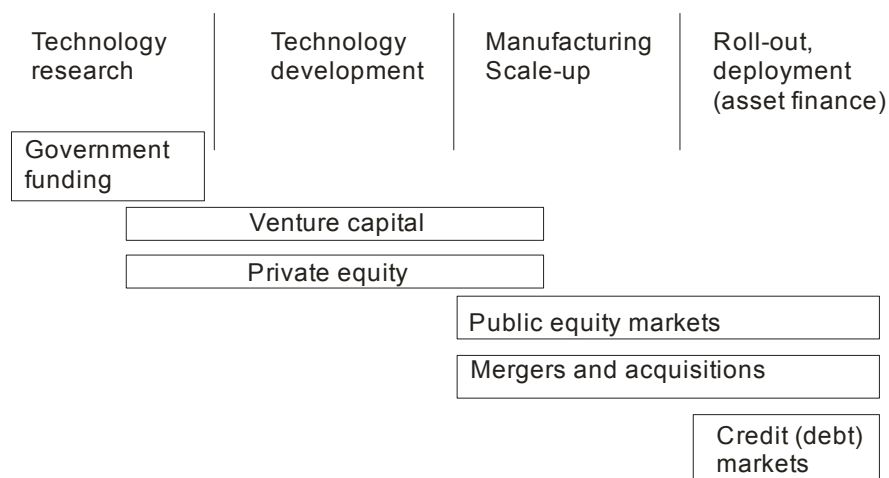 Technology
research
Technology
development
Manufacturing
Scale-up
Roll-out,
deployment
(asset finance)
Government
funding
Venture capital
Private equity
Public equity markets
Mergers and acquisitions
Credit (debt)
markets